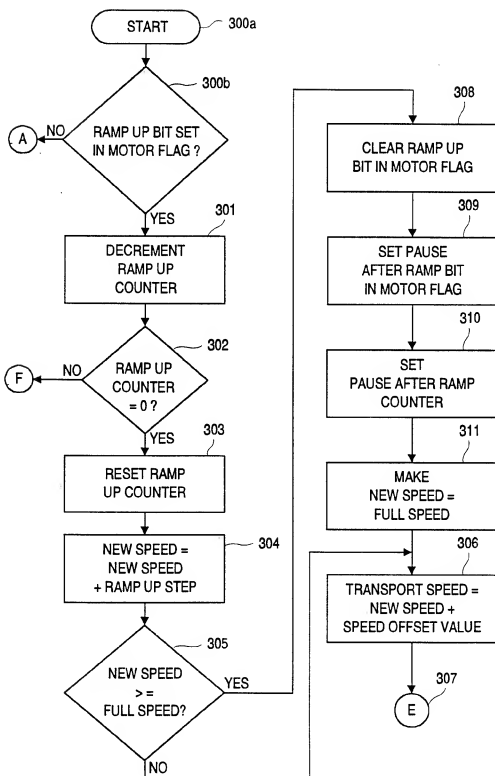 START
300a
300b
RAMP UP BIT SET
IN MOTOR FLAG ?
NO
A
YES
301
DECREMENT
RAMP UP
COUNTER
302
RAMP UP
COUNTER
= 0 ?
NO
F
YES
303
RESET RAMP
UP COUNTER
304
NEW SPEED =
NEW SPEED
+ RAMP UP STEP
305
NEW SPEED
>=
FULL SPEED?
YES
NO
308
CLEAR RAMP UP
BIT IN MOTOR FLAG
309
SET PAUSE
AFTER RAMP BIT
IN MOTOR FLAG
310
SET
PAUSE AFTER RAMP
COUNTER
311
MAKE
NEW SPEED =
FULL SPEED
306
TRANSPORT SPEED =
NEW SPEED +
SPEED OFFSET VALUE
E
307